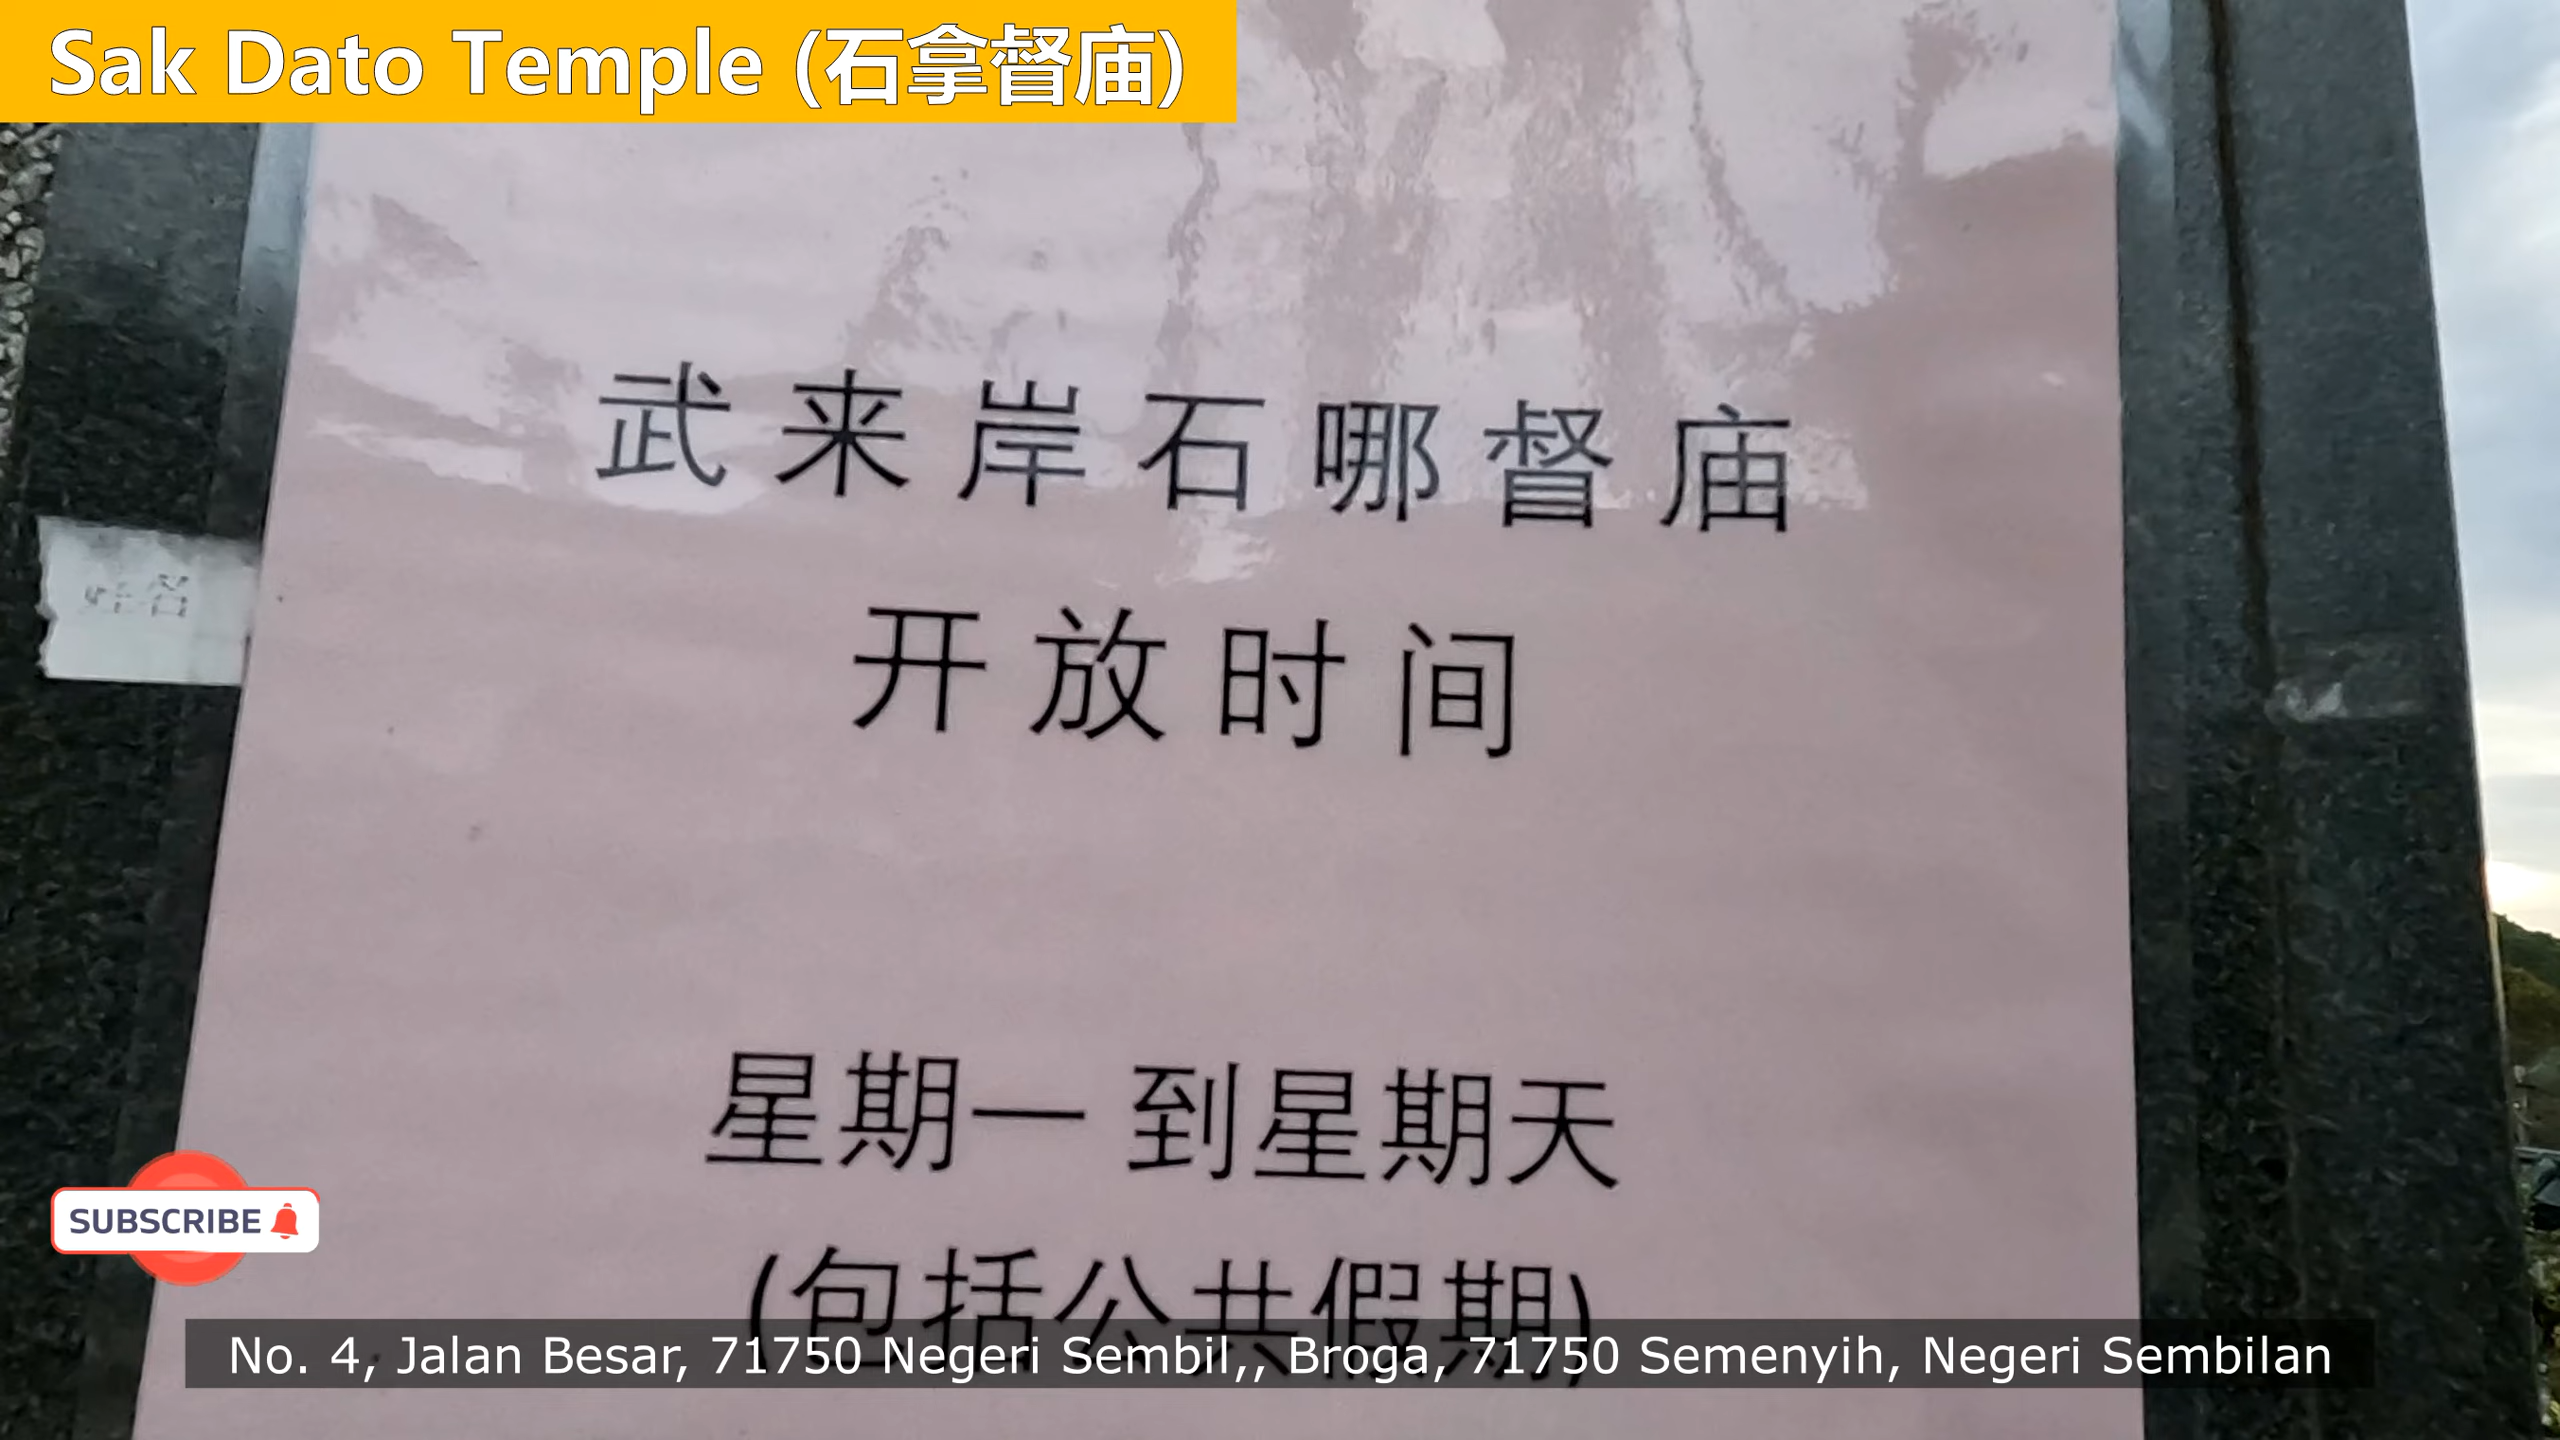 Sak Dato Temple (石拿督庙)
武来岸石哪督庙
开放时间
星期一到星期天
(包括公共假期)
SUBSCRIBE
No. 4, Jalan Besar, 71750 Negeri Sembil,, Broga, 71750 Semenyih, Negeri Sembilan